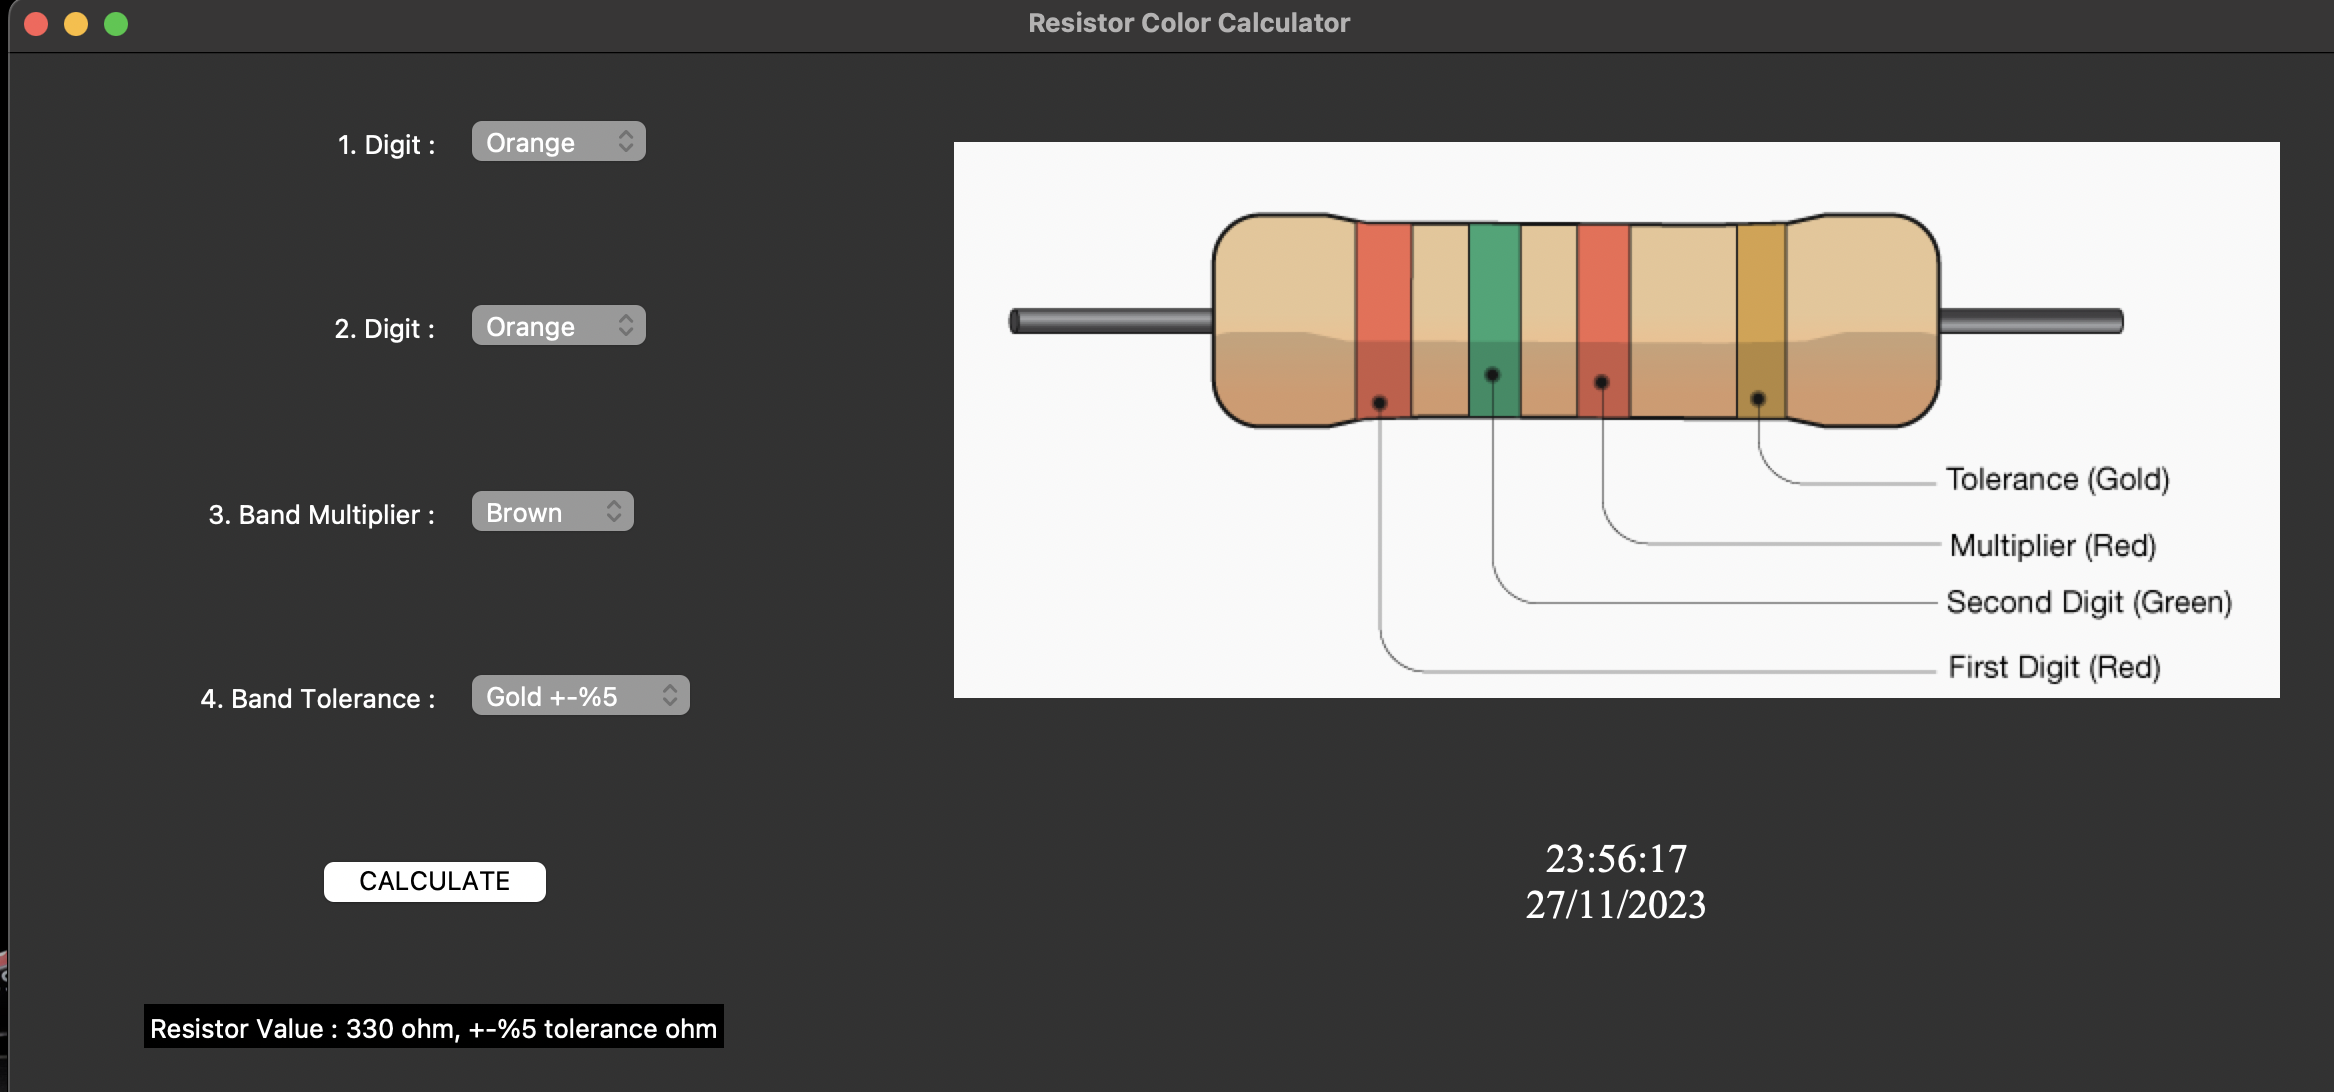 Resistor Color Calculator
1. Digit :
Orange
2. Digit :
Orange
3. Band Multiplier :
Brown
4. Band Tolerance :
Gold +-%5
CALCULATE
Resistor Value : 330 ohm, +-%5 tolerance ohm
Tolerance (Gold)
Multiplier (Red)
Second Digit (Green)
First Digit (Red)
23:56:17
27/11/2023